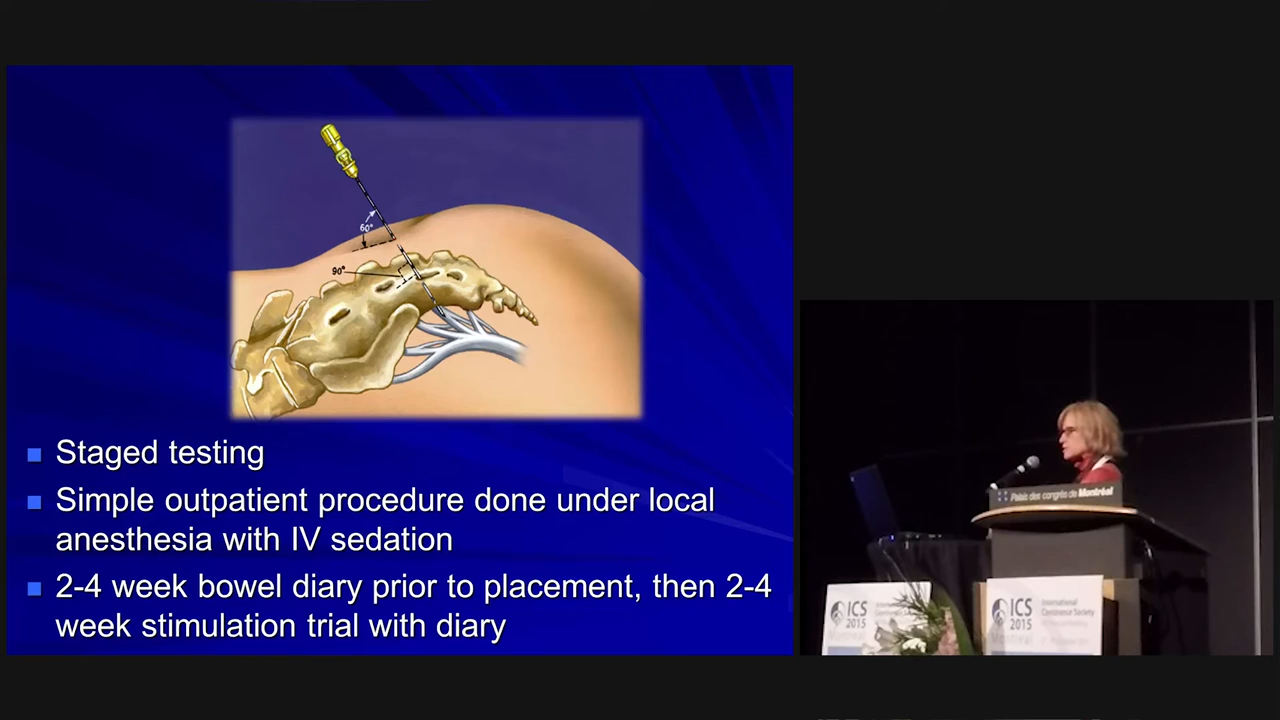 60°
90°
Staged testing
Simple outpatient procedure done under local
anesthesia with IV sedation
2-4 week bowel diary prior to placement, then 2-4
week stimulation trial with diary
Palais des congrès de Montréal
ICS
2015
Montreal
ICS
2015
International
Continence Society